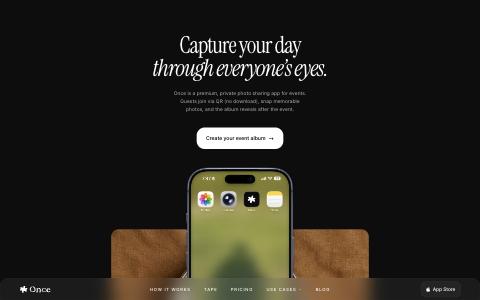 Capture your day
through everyone's eyes.
Once is a premium, private photo sharing app for events.
Guests join via QR (no download), snap memorable
photos, and the album reveals after the event.
Create your event album →
Once
HOW IT WORKS
TAPE
PRICING
USE CASES
BLOG
App Store